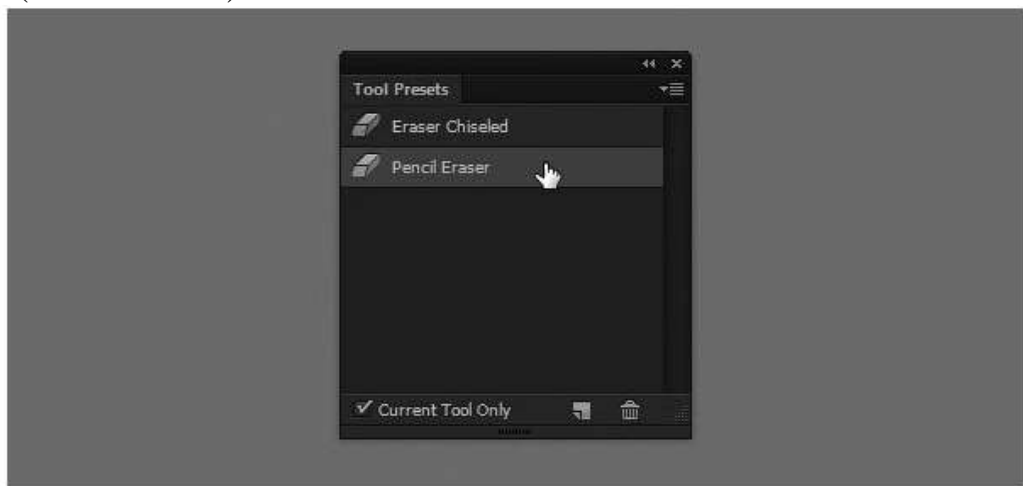 Tool Presets
Eraser Chiseled
Pencil Eraser
Current Tool Only